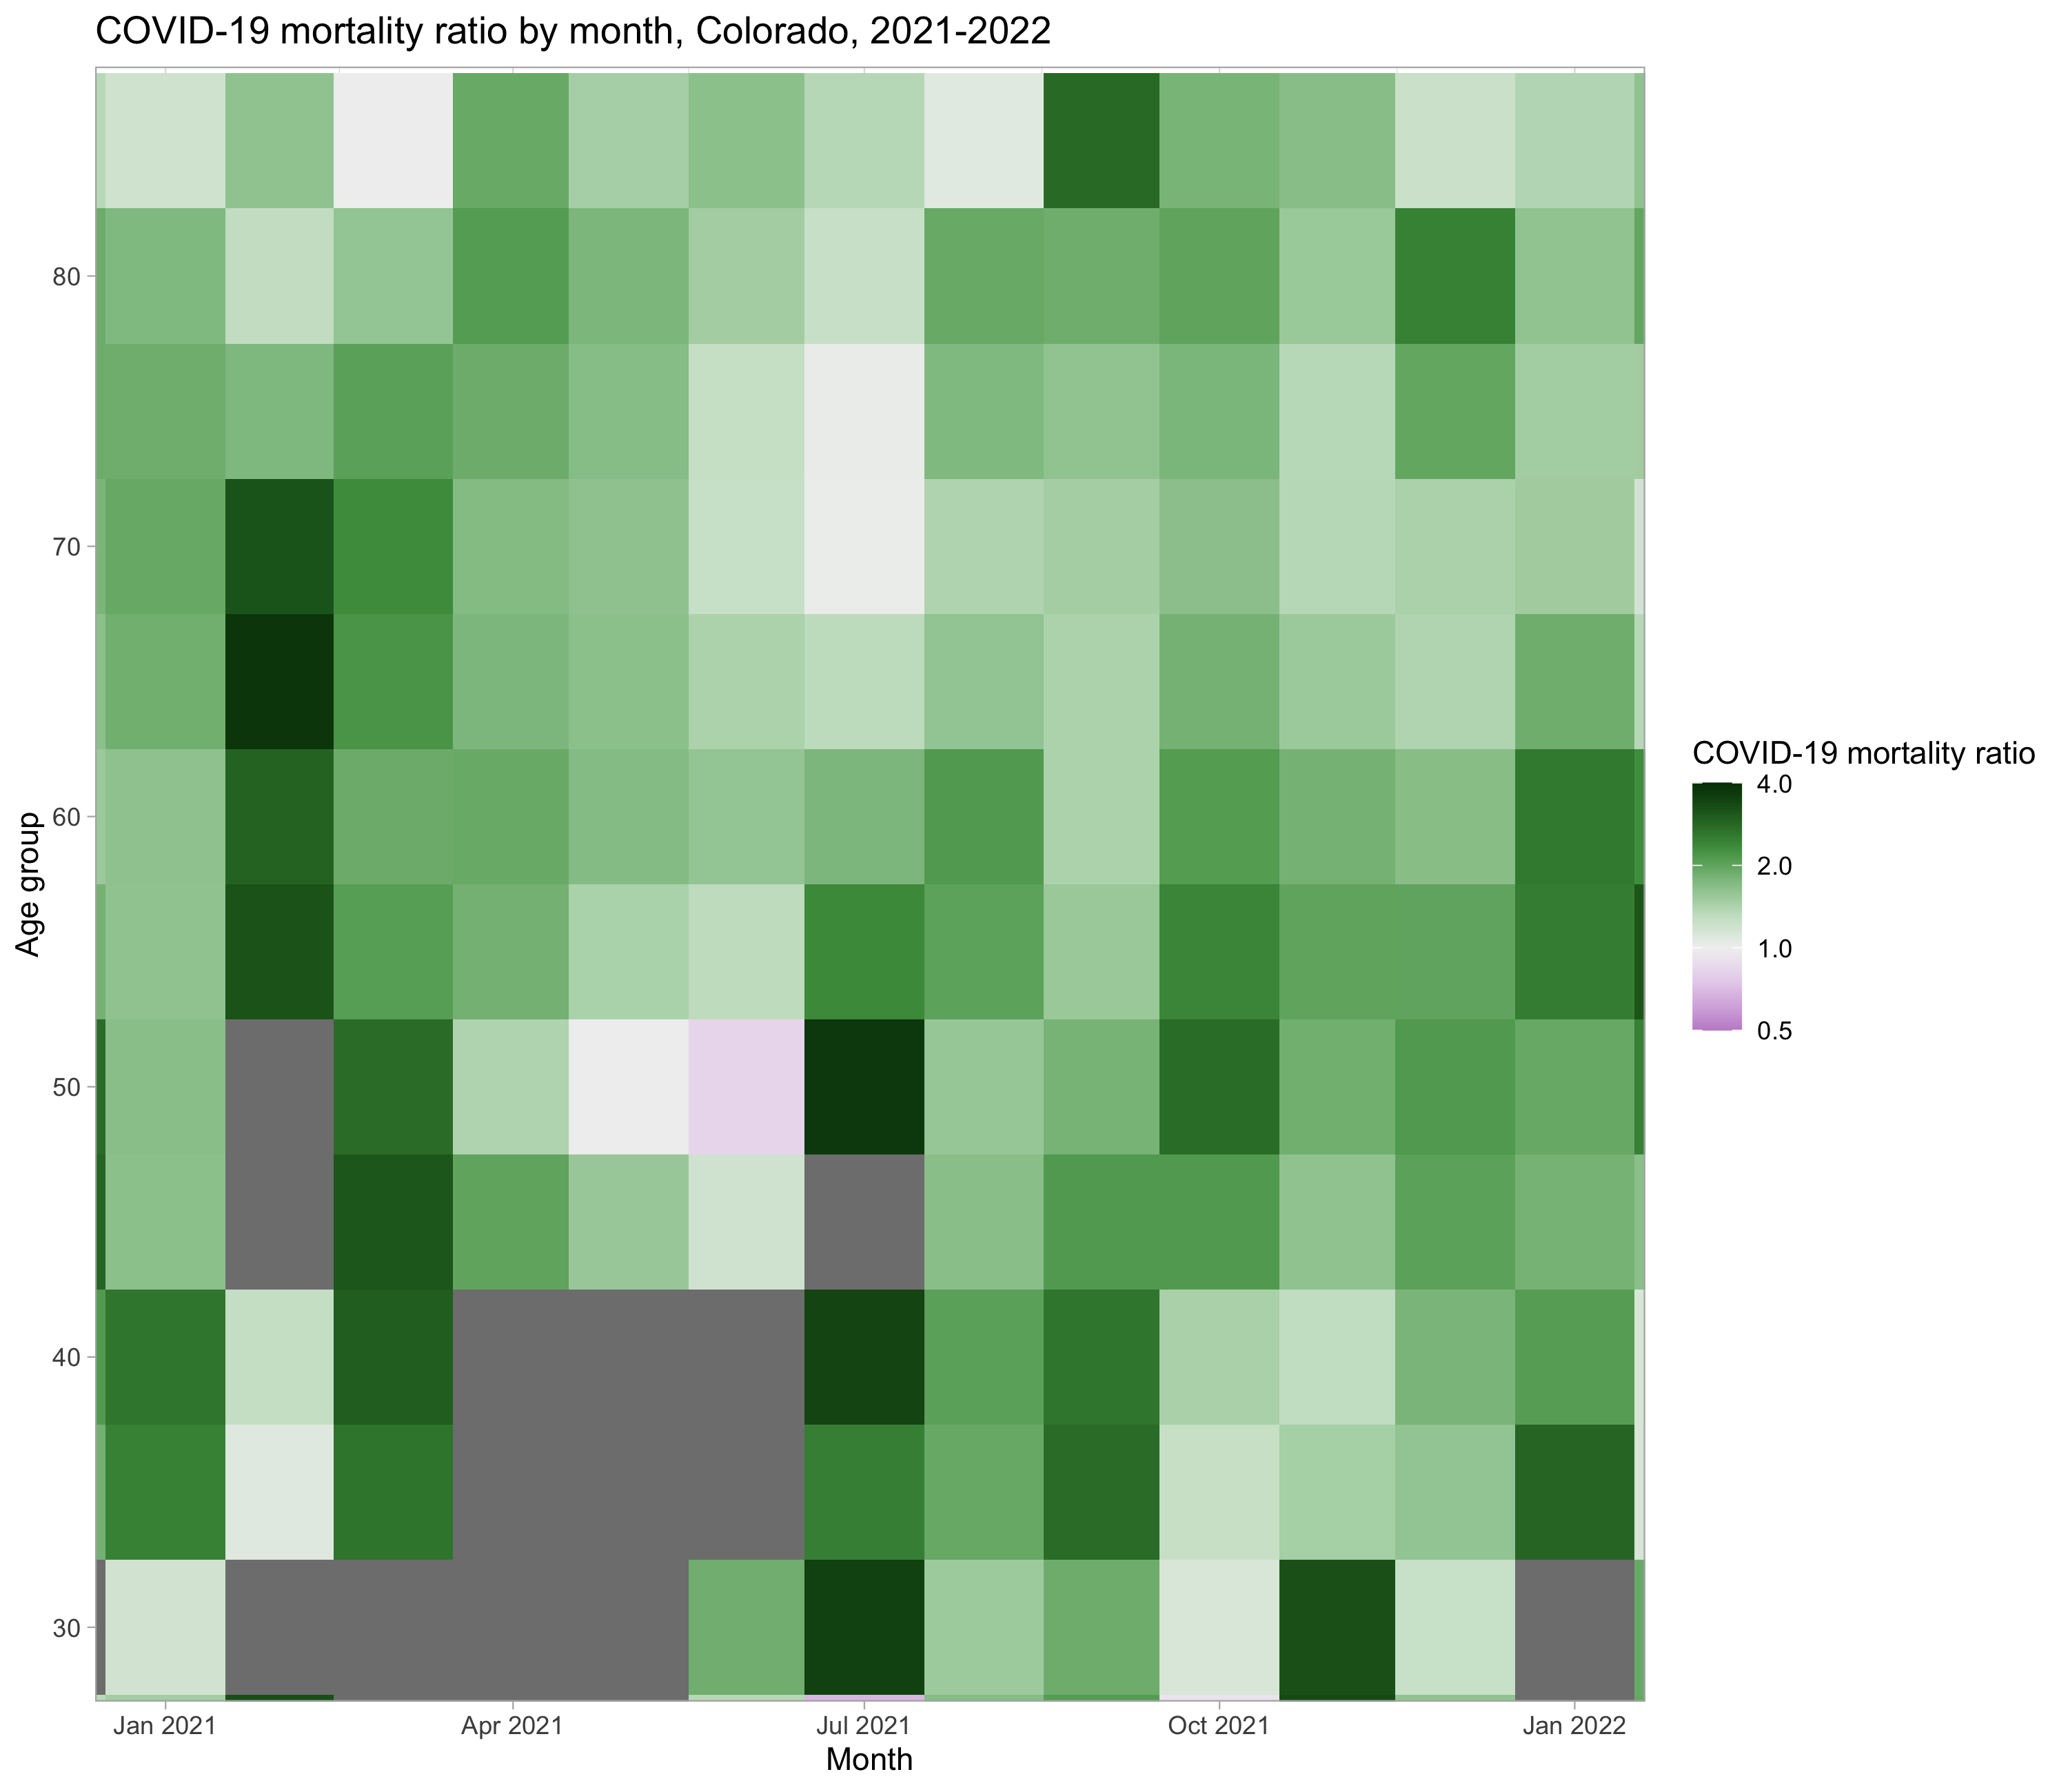 COVID-19 mortality ratio by month, Colorado, 2021-2022
80
70
60
50
40
30
Age group
Jan 2021
Apr 2021
Jul 2021
Oct 2021
Jan 2022
Month
COVID-19 mortality ratio
4.0
2.0
1.0
0.5